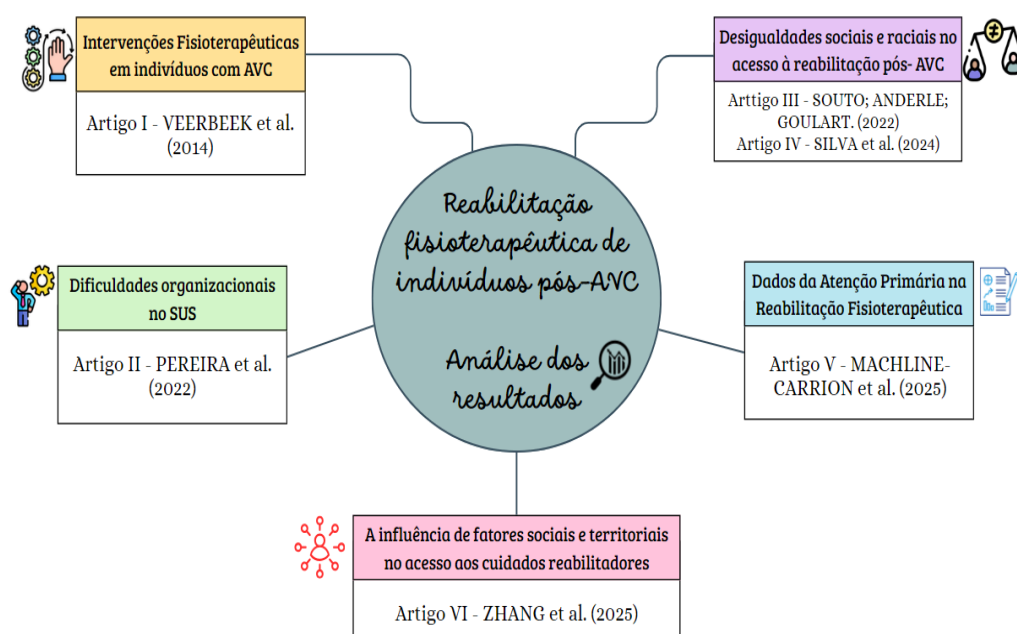 Intervenções Fisioterapêuticas
em indivíduos com AVC
Artigo I - VEERBEEK et al.
(2014)
Desigualdades sociais e raciais no
acesso à reabilitação pós- AVC
Arttigo III - SOUTO; ANDERLE;
GOULART. (2022)
Artigo IV - SILVA et al. (2024)
Reabilitação
fisioterapêutica de
indivíduos pós-AVC
Análise dos
resultados
Dificuldades organizacionais
no SUS
Artigo II - PEREIRA et al.
(2022)
Dados da Atenção Primária na
Reabilitação Fisioterapêutica
Artigo V - MACHLINE-
CARRION et al. (2025)
A influência de fatores sociais e territoriais
no acesso aos cuidados reabilitadores
Artigo VI - ZHANG et al. (2025)